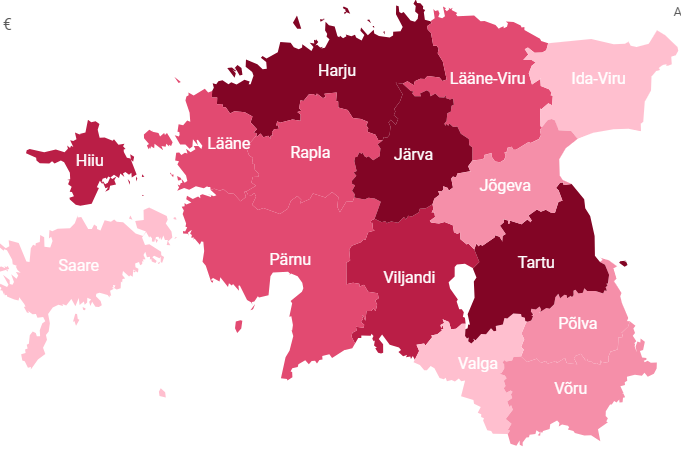 €
A
Harju
Lääne-Viru
Ida-Viru
Lääne
Rapla
Järva
Hiiu
Jõgeva
Saare
Pärnu
Viljandi
Tartu
Põlva
Valga
Võru